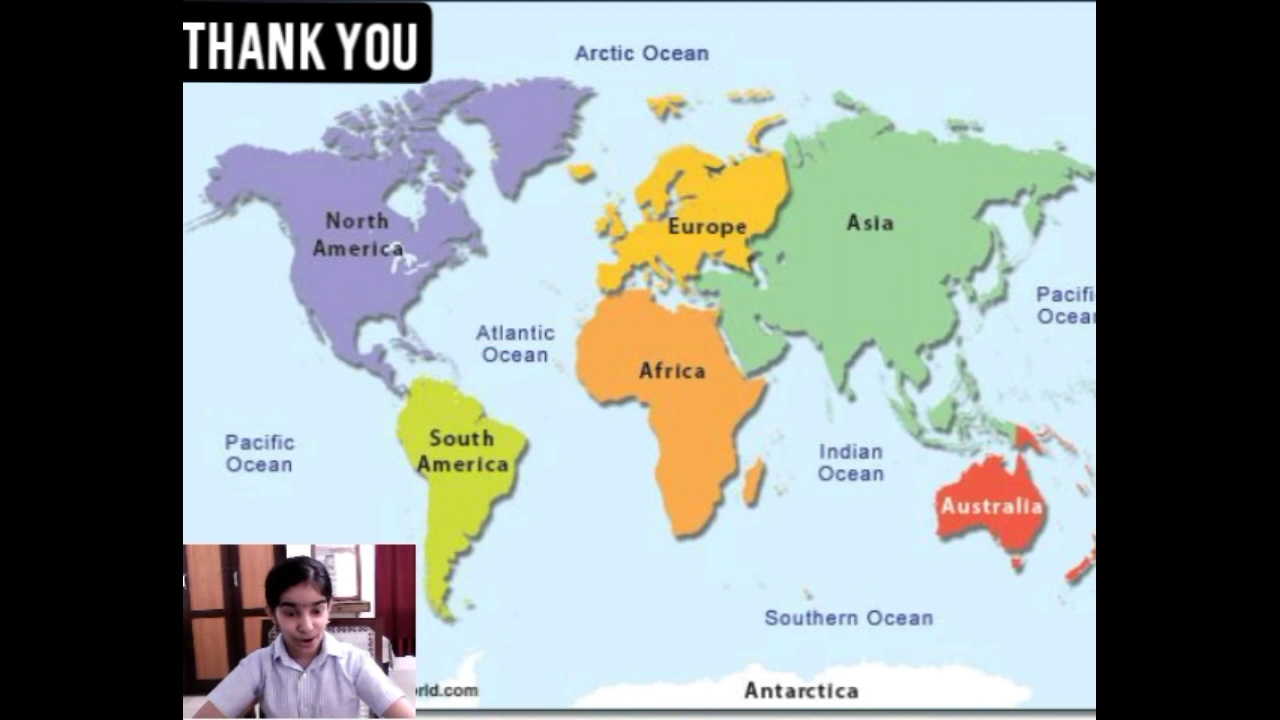 THANK YOU
Arctic Ocean
North
America
Europe
Asia
Atlantic
Ocean
Pacifi
Ocea
Africa
Pacific
Ocean
South
America
Indian
Ocean
Australia
Southern Ocean
rld.com
Antarctica